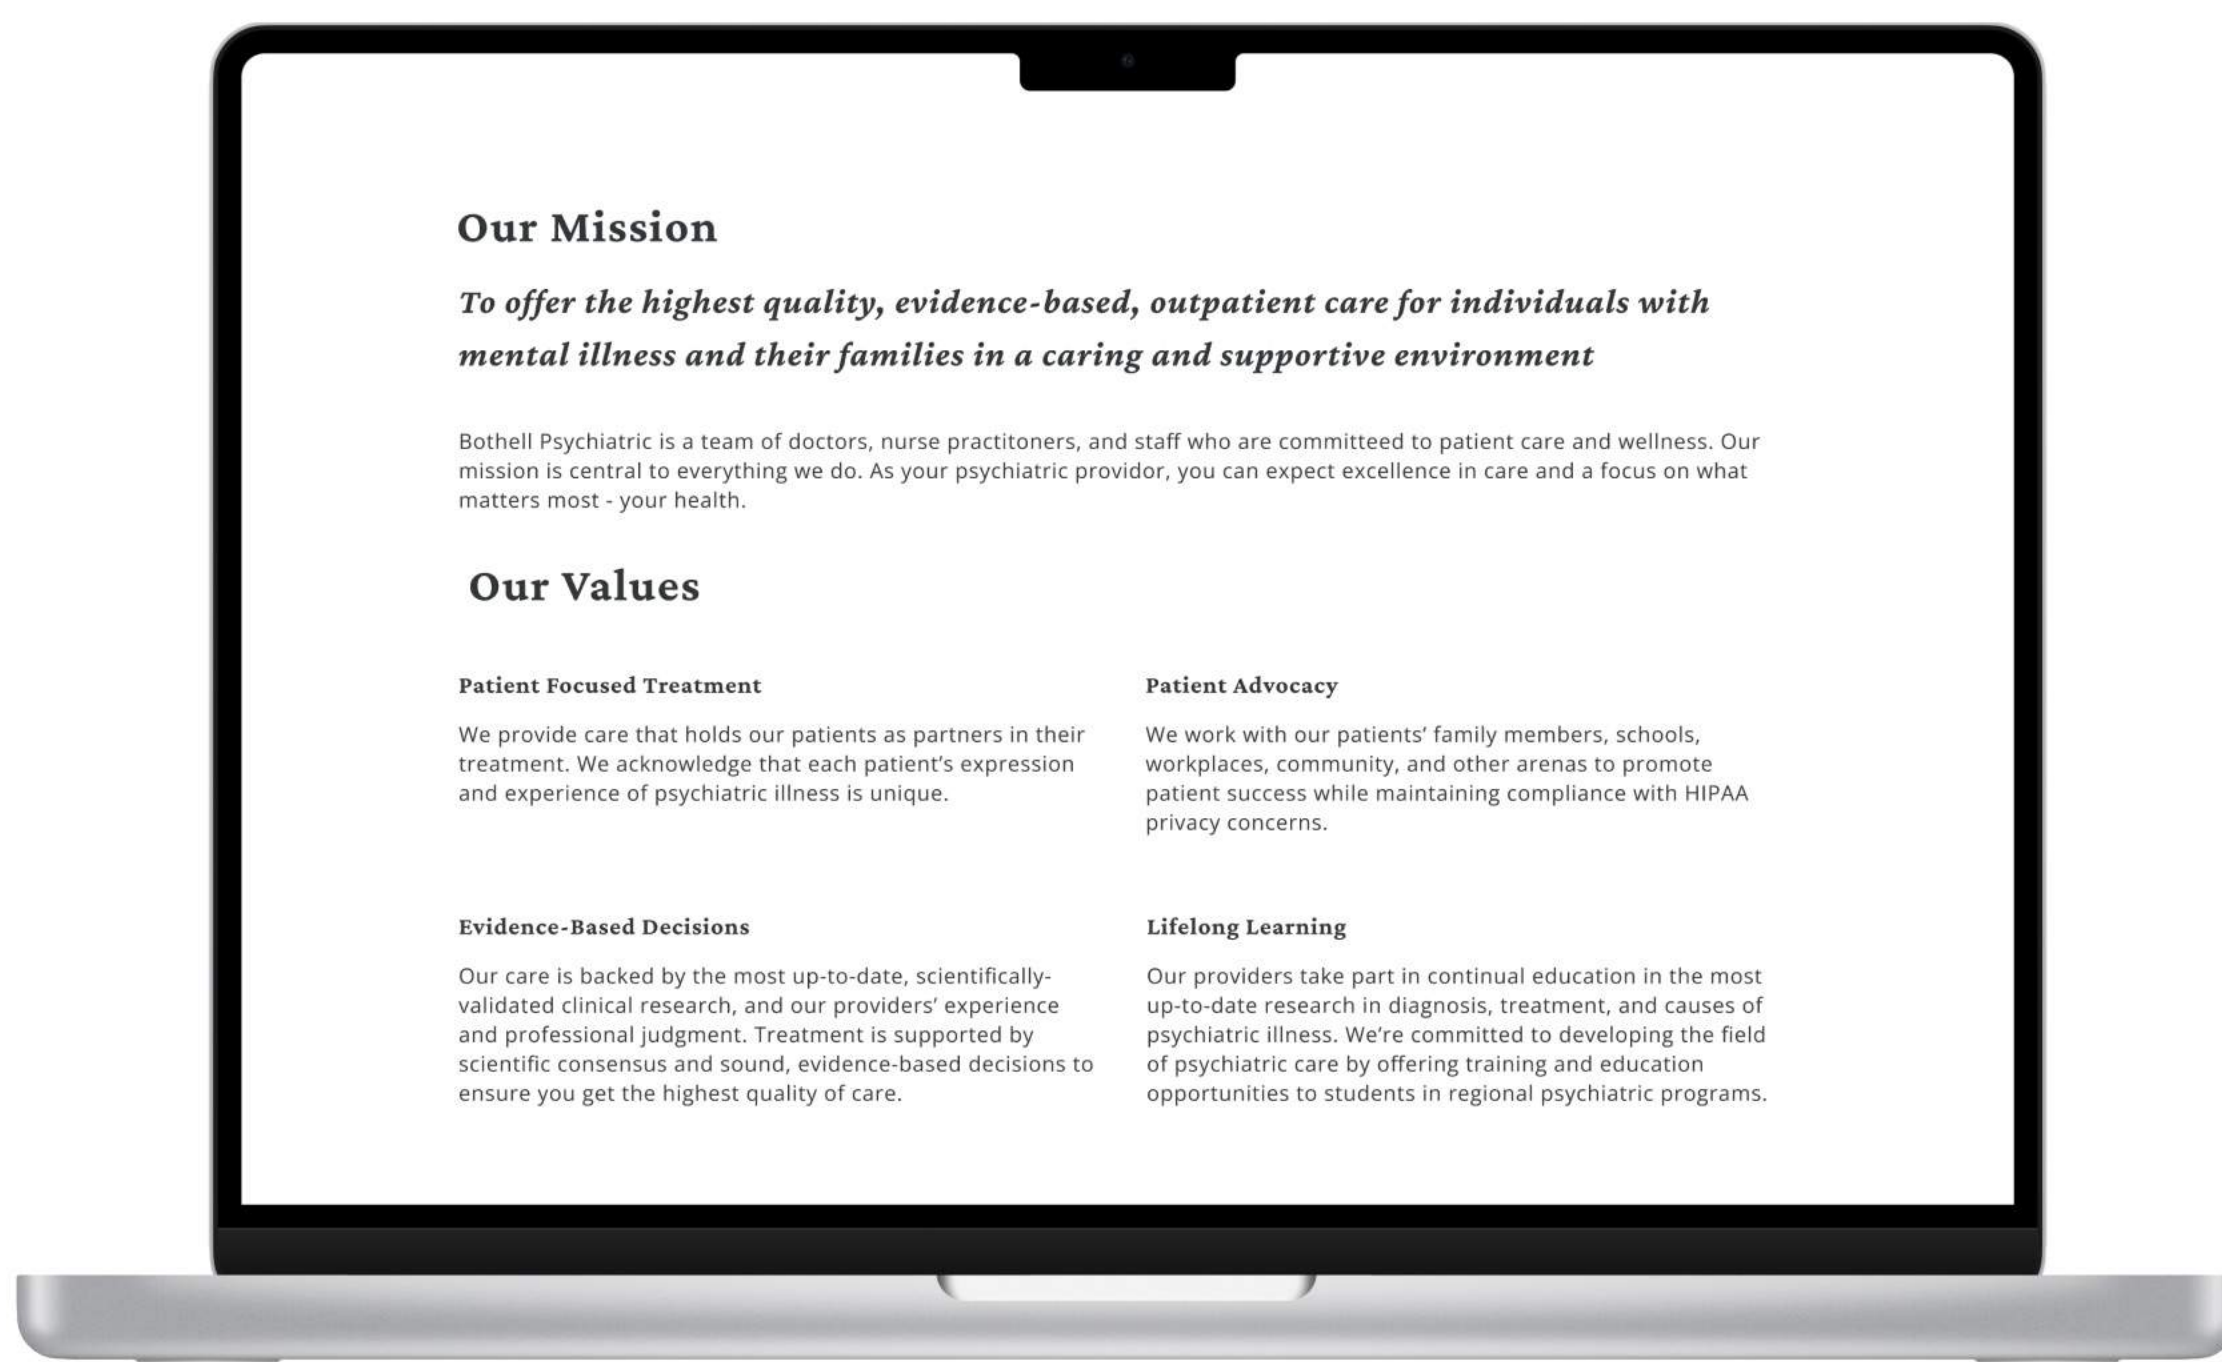 Our Mission
To offer the highest quality, evidence-based, outpatient care for individuals with
mental illness and their families in a caring and supportive environment
Bothell Psychiatric is a team of doctors, nurse practitoners, and staff who are committeed to patient care and wellness. Our
mission is central to everything we do. As your psychiatric providor, you can expect excellence in care and a focus on what
matters most - your health.
Our Values
Patient Focused Treatment
We provide care that holds our patients as partners in their
treatment. We acknowledge that each patient's expression
and experience of psychiatric illness is unique.
Patient Advocacy
We work with our patients' family members, schools,
workplaces, community, and other arenas to promote
patient success while maintaining compliance with HIPAA
privacy concerns.
Evidence-Based Decisions
Our care is backed by the most up-to-date, scientifically-
validated clinical research, and our providers' experience
and professional judgment. Treatment is supported by
scientific consensus and sound, evidence-based decisions to
ensure you get the highest quality of care.
Lifelong Learning
Our providers take part in continual education in the most
up-to-date research in diagnosis, treatment, and causes of
psychiatric illness. We're committed to developing the field
of psychiatric care by offering training and education
opportunities to students in regional psychiatric programs.